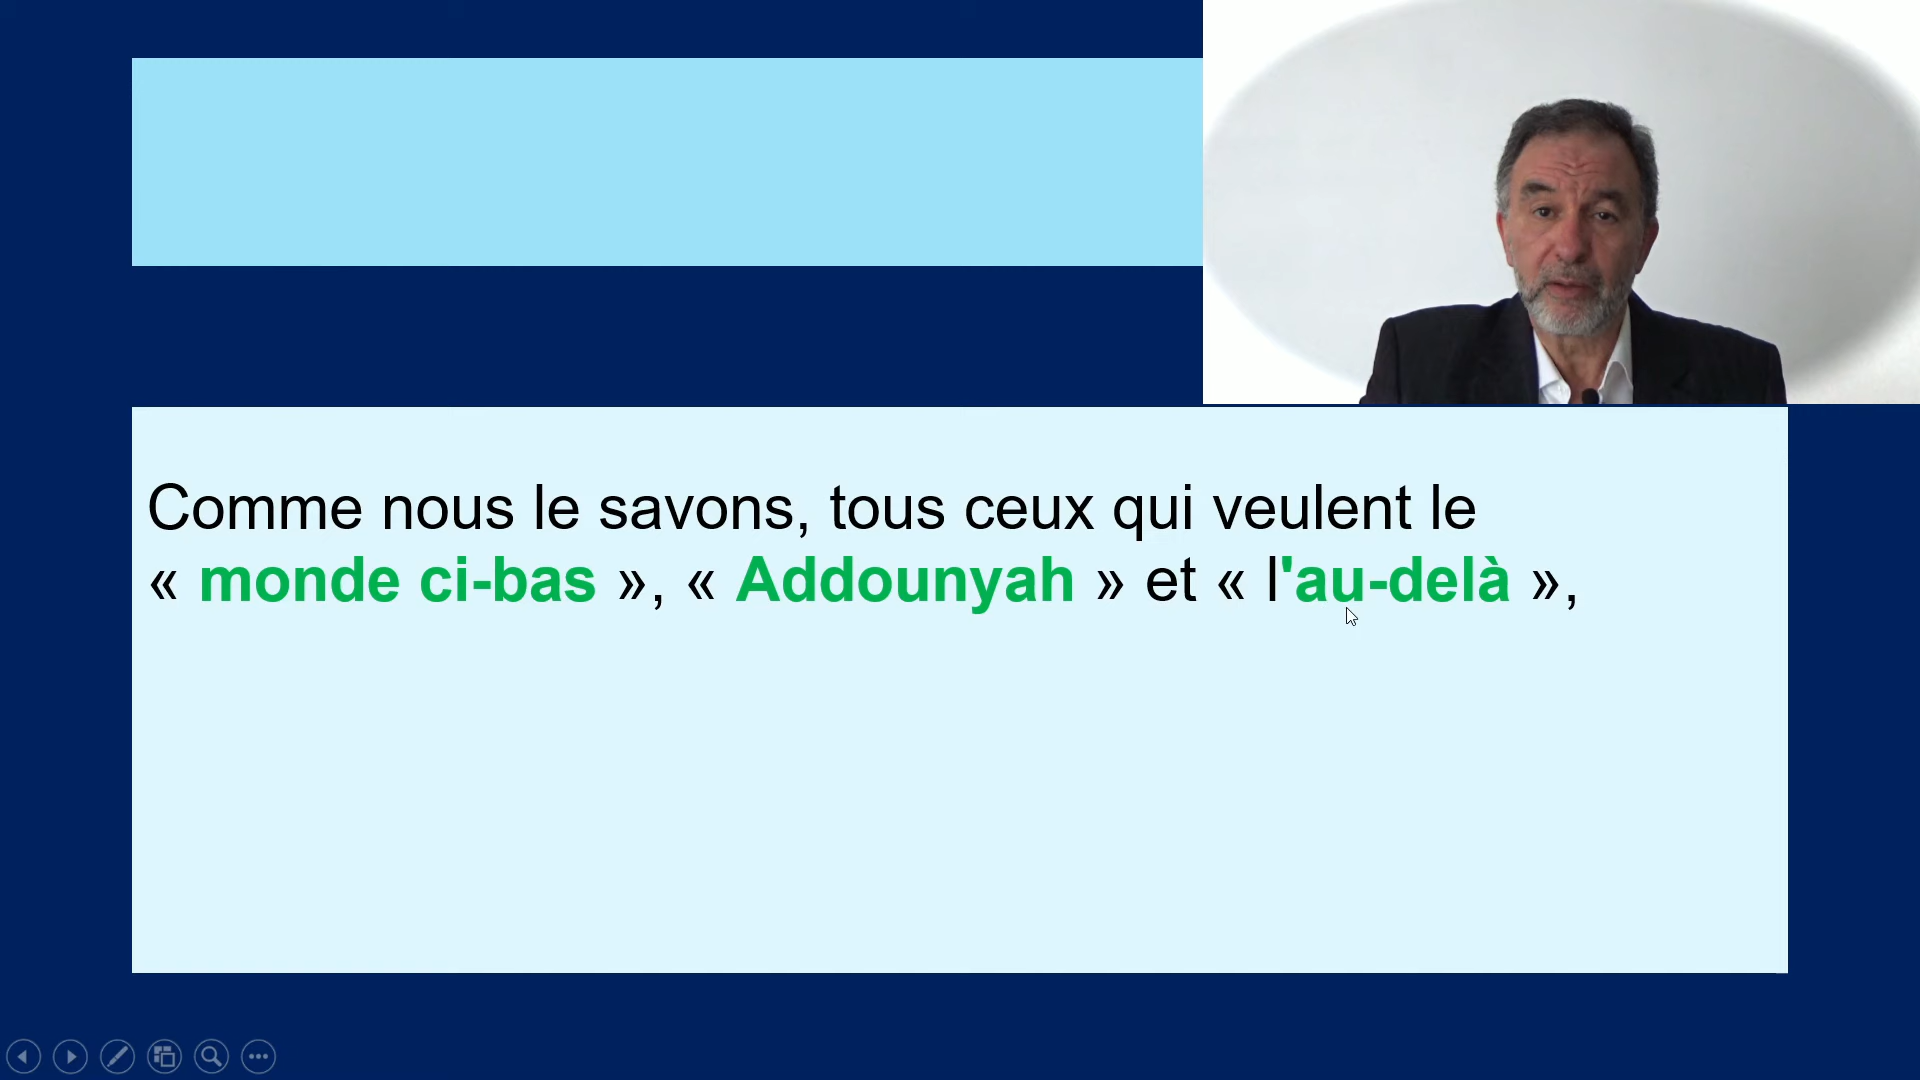 Comme nous le savons, tous ceux qui veulent le
« monde ci-bas », « Addounyah » et « l'au-delà »,